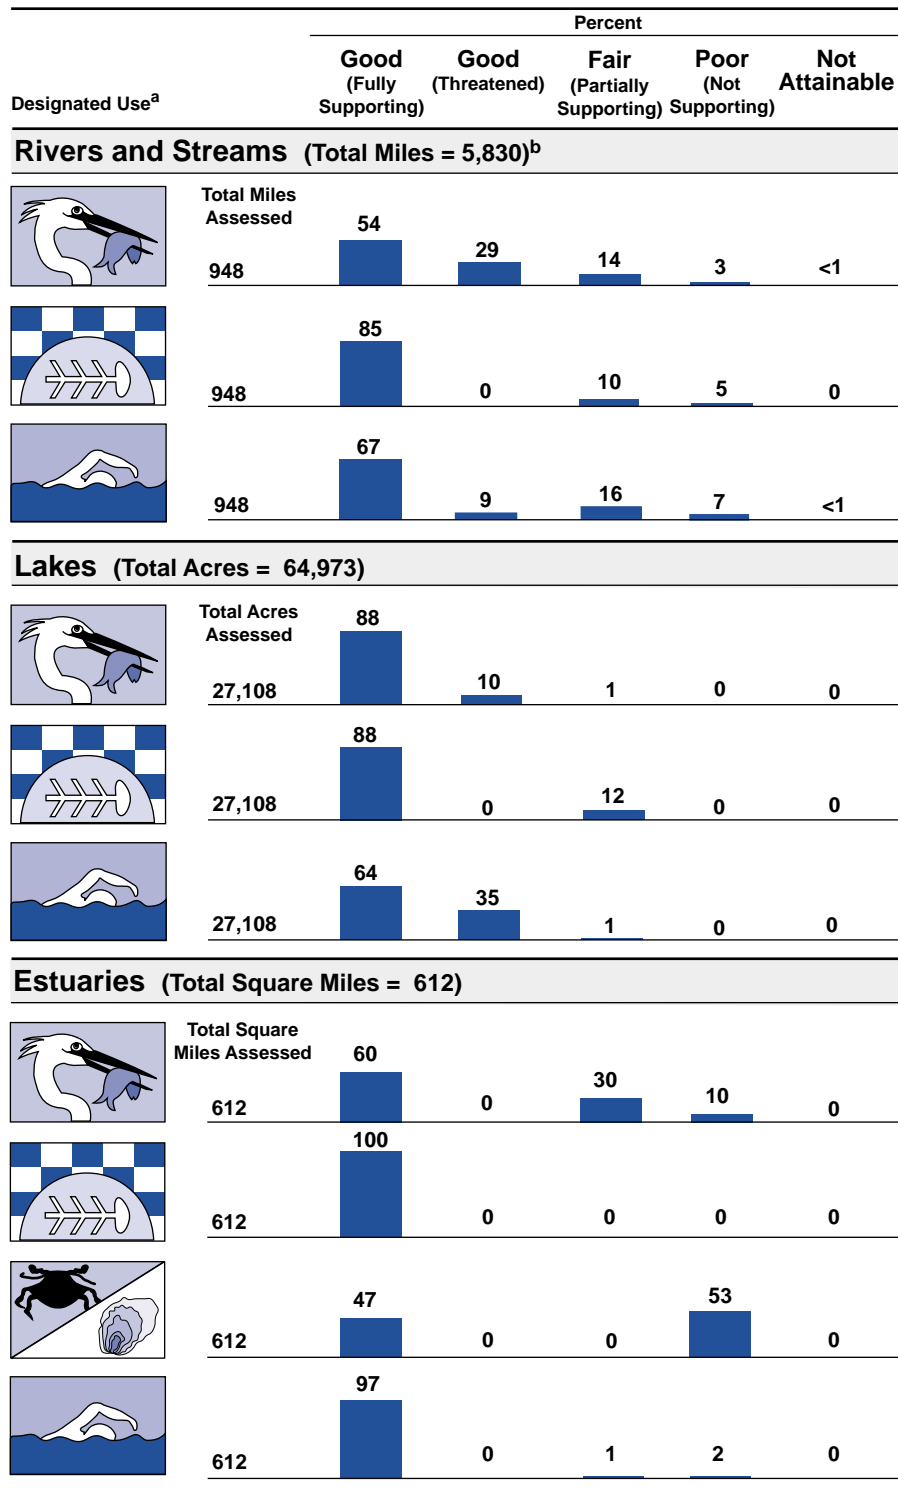 Percent
Designated Useᵃ
Good (Fully Supporting)
Good (Threatened)
Fair (Partially Supporting)
Poor (Not Supporting)
Not Attainable
Rivers and Streams (Total Miles = 5,830)ᵇ
Total Miles Assessed
948 54 29 14 3 <1
948 85 0 10 5 0
948 67 9 16 7 <1
Lakes (Total Acres = 64,973)
Total Acres Assessed
27,108 88 10 1 0 0
27,108 88 0 12 0 0
27,108 64 35 1 0 0
Estuaries (Total Square Miles = 612)
Total Square Miles Assessed
612 60 0 30 10 0
612 100 0 0 0 0
612 47 0 0 53 0
612 97 0 1 2 0